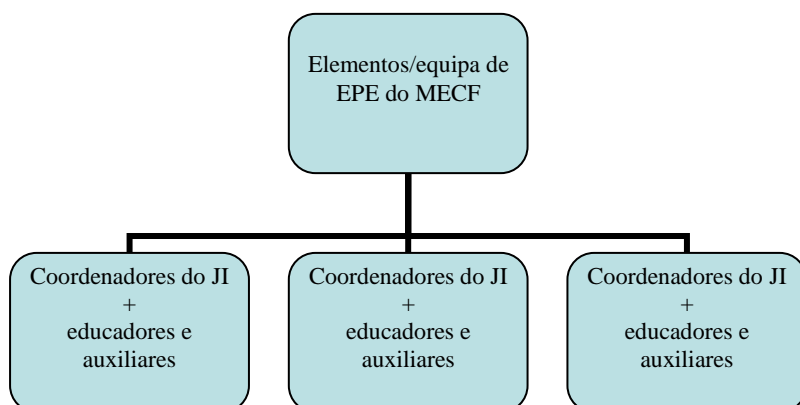 Elementos/equipa de
EPE do MECF
Coordenadores do JI
+
educadores e
auxiliares
Coordenadores do JI
+
educadores e
auxiliares
Coordenadores do JI
+
educadores e
auxiliares